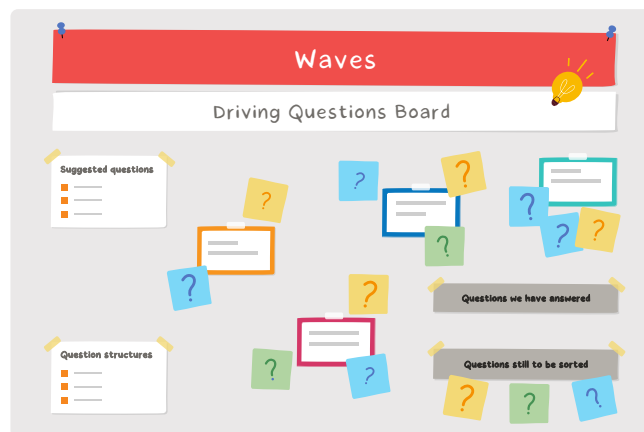 Waves
Driving Questions Board
Suggested questions
?
?
?
?
?
?
?
?
?
Questions we have answered
?
?
?
Question structures
Questions still to be sorted
?
?
?